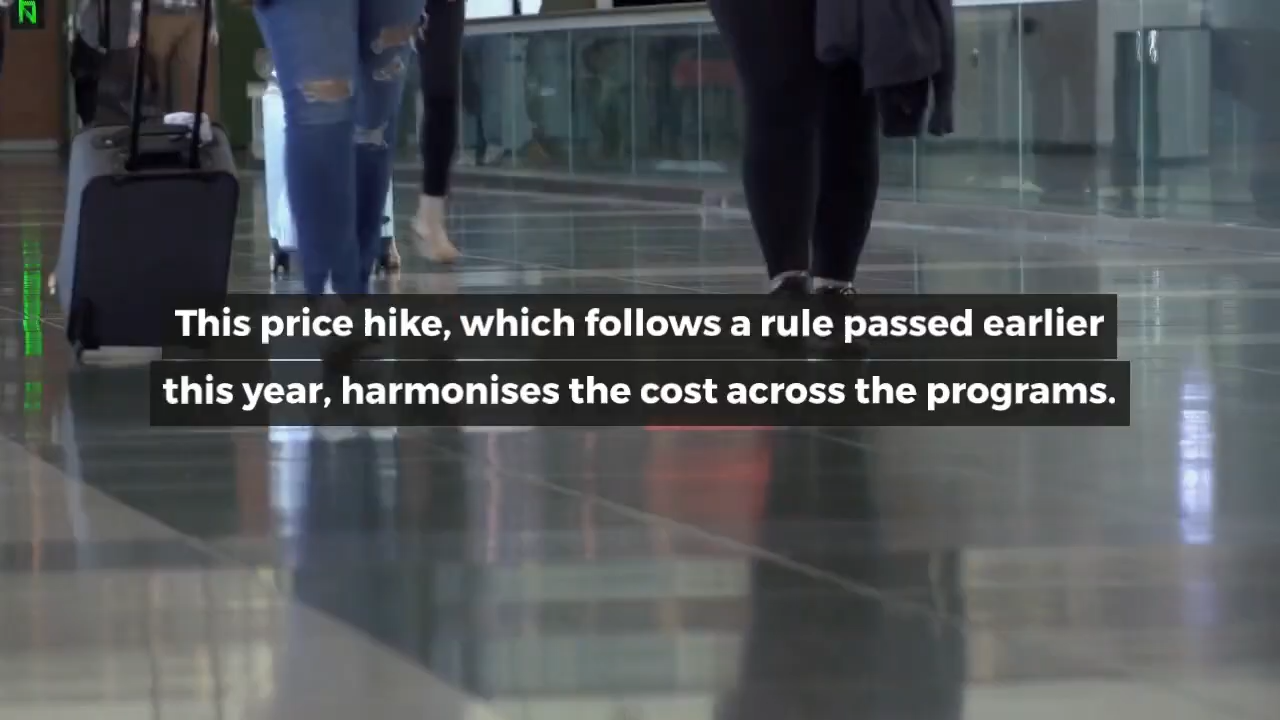 This price hike, which follows a rule passed earlier
this year, harmonises the cost across the programs.